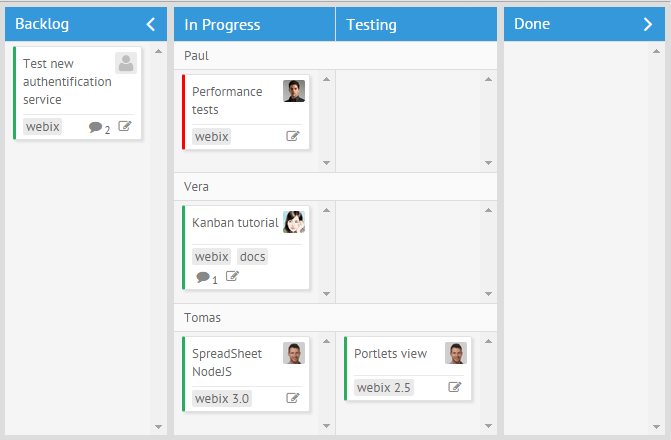 Backlog
In Progress
Testing
Done
Test new
authentification
service
webix
2
Paul
Performance
tests
webix
Vera
Kanban tutorial
webix docs
1
Tomas
SpreadSheet
NodeJS
webix 3.0
Portlets view
webix 2.5